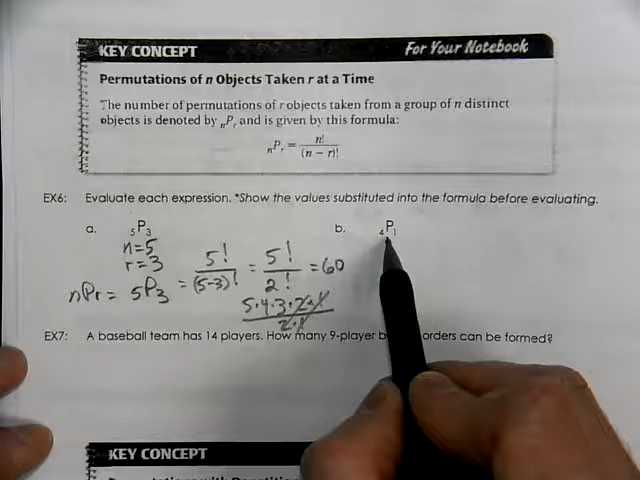 KEY CONCEPT For Your Notebook
Permutations of n Objects Taken r at a Time
The number of permutations of r objects taken from a group of n distinct
objects is denoted by ₙPᵣ and is given by this formula:
ₙPᵣ = n! / (n − r)!
EX6: Evaluate each expression. *Show the values substituted into the formula before evaluating.
a. ₅P₃ b. ₄P₁
n=5
r=3
nPr = 5P3 = 5! / (5-3)! = 5! / 2! = 60
5·4·3·2·1 / 2·1
EX7: A baseball team has 14 players. How many 9-player b orders can be formed?
KEY CONCEPT